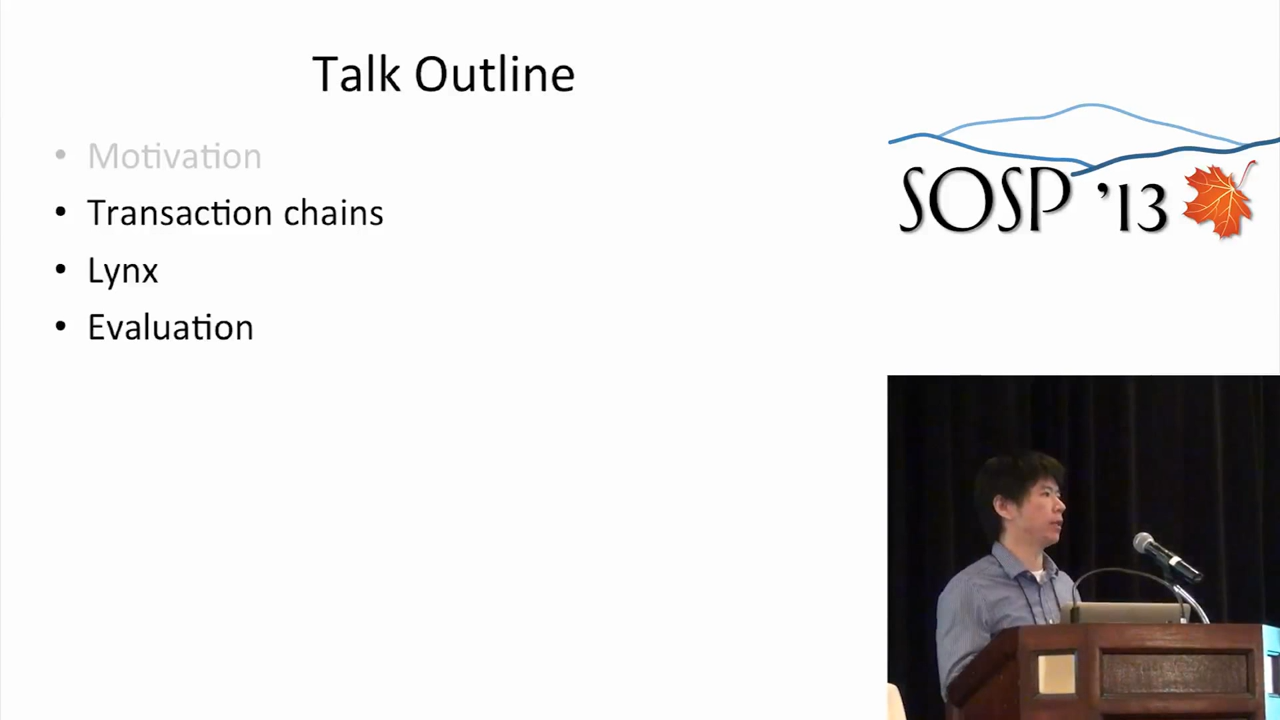 Talk Outline
• Motivation
• Transaction chains
• Lynx
• Evaluation
SOSP '13